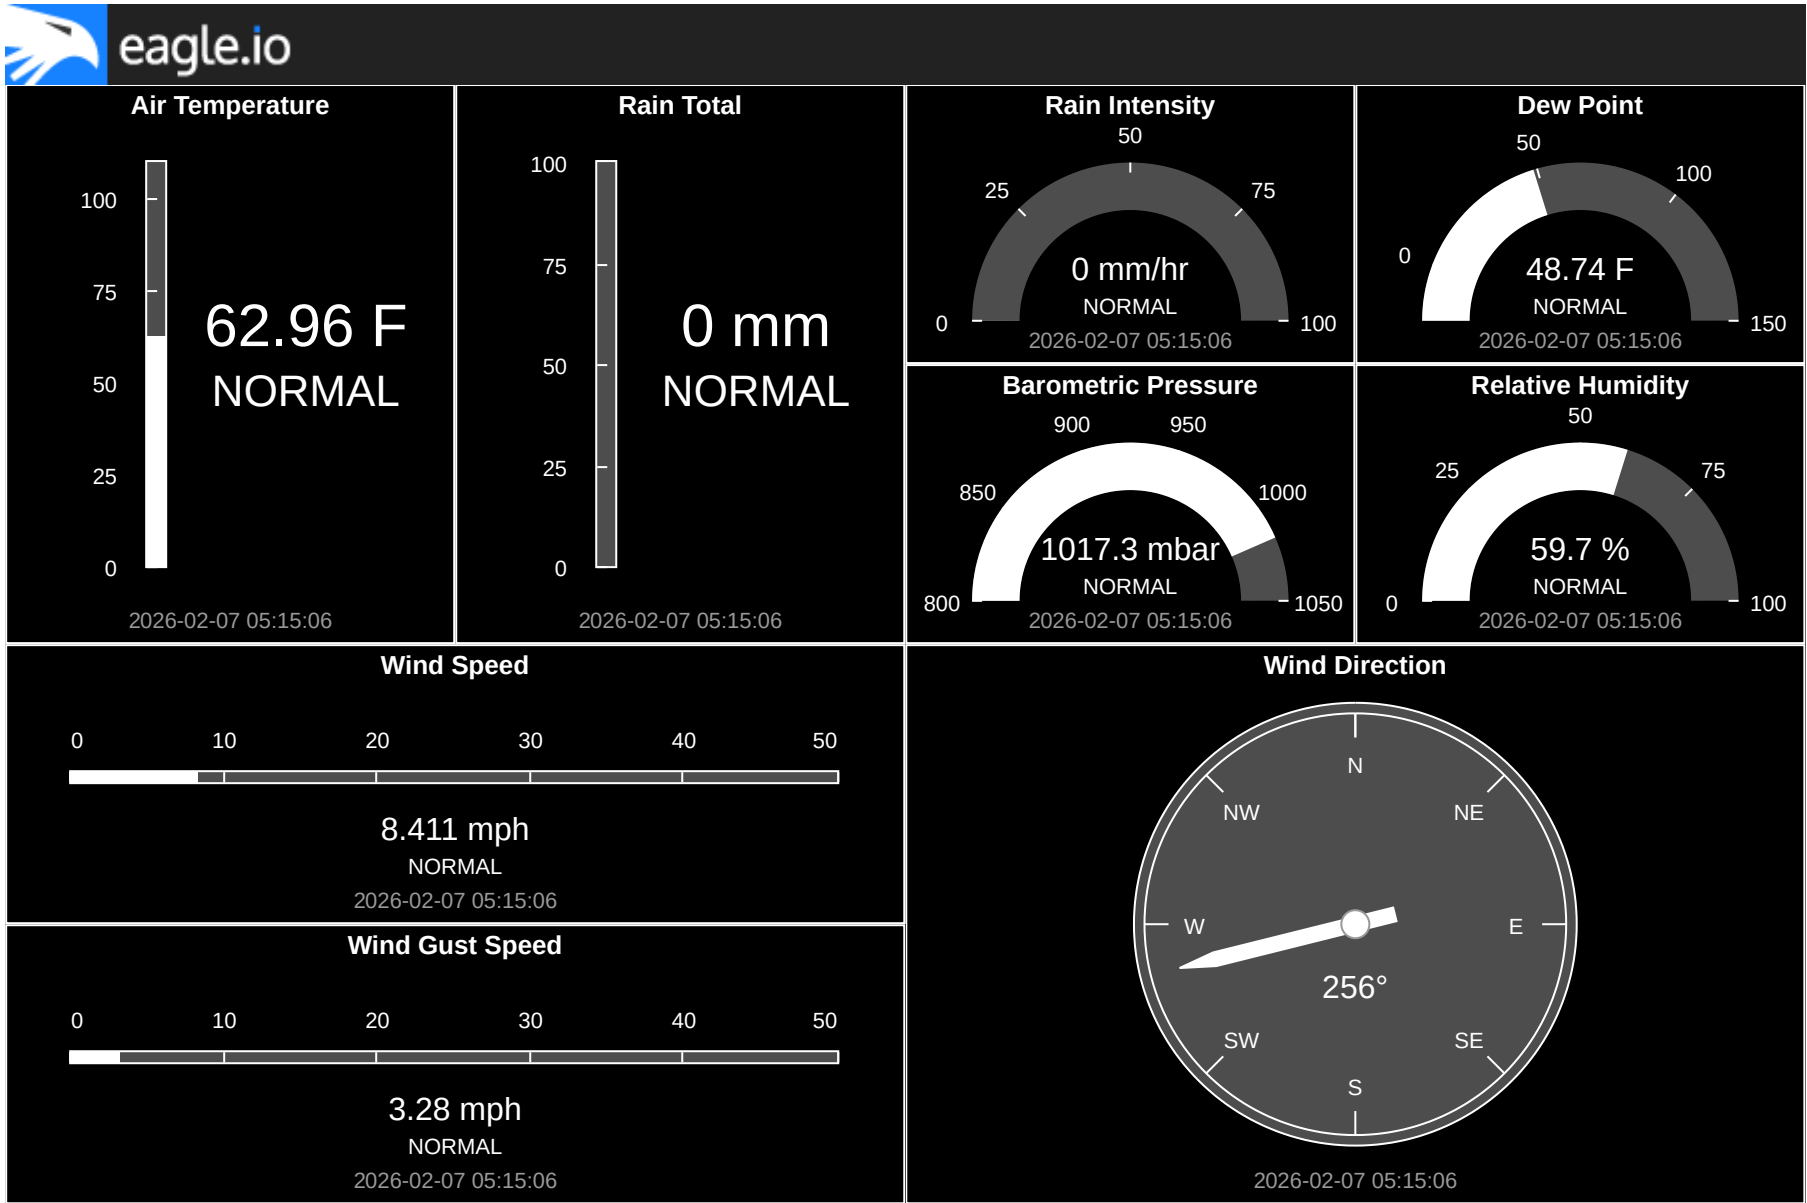 eagle.io
Air Temperature
100
75
50
25
0
62.96 F
NORMAL
2026-02-07 05:15:06
Rain Total
100
75
50
25
0
0 mm
NORMAL
2026-02-07 05:15:06
Rain Intensity
0
25
50
75
100
0 mm/hr
NORMAL
2026-02-07 05:15:06
Dew Point
0
50
100
150
48.74 F
NORMAL
2026-02-07 05:15:06
Barometric Pressure
800
850
900
950
1000
1050
1017.3 mbar
NORMAL
2026-02-07 05:15:06
Relative Humidity
0
25
50
75
100
59.7 %
NORMAL
2026-02-07 05:15:06
Wind Speed
0 10 20 30 40 50
8.411 mph
NORMAL
2026-02-07 05:15:06
Wind Gust Speed
0 10 20 30 40 50
3.28 mph
NORMAL
2026-02-07 05:15:06
Wind Direction
N
NW NE
W E
256°
SW SE
S
2026-02-07 05:15:06